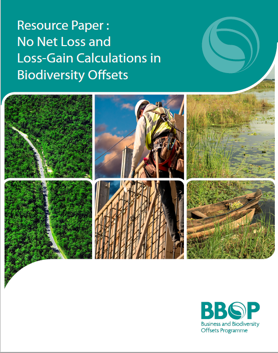 Resource Paper :
No Net Loss and
Loss-Gain Calculations in
Biodiversity Offsets
BBOP
Business and Biodiversity
Offsets Programme